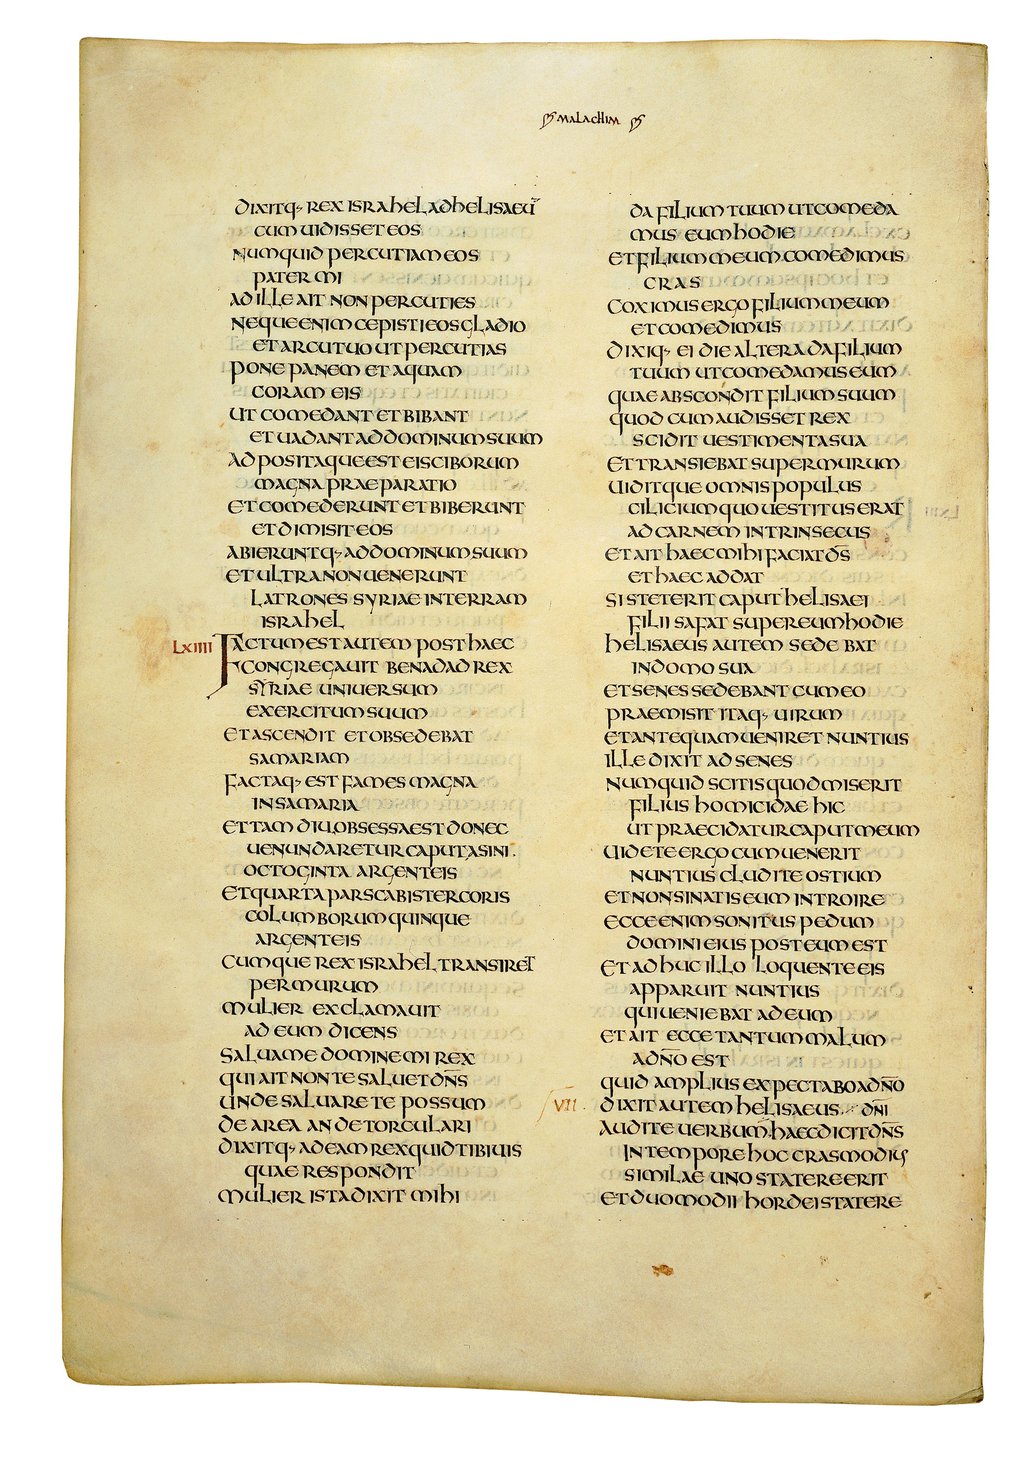 MALACHIM
DIXITQ· REX ISRAHEL AD HELISAEŪ
CUM UIDISSET EOS
NUMQUID PERCUTIAM EOS
PATER MI
AD ILLE AIT NON PERCUTIES
NEQUE ENIM CEPISTI EOS GLADIO
ET ARCU TUO UT PERCUTIAS
PONE PANEM ET AQUAM
CORAM EIS
UT COMEDANT ET BIBANT
ET UADANT AD DOMINUM SUUM
ADPOSITAQUE EST EIS CIBORUM
MAGNA PRAEPARATIO
ET COMEDERUNT ET BIBERUNT
ET DIMISIT EOS
ABIERUNTQ· AD DOMINUM SUUM
ET ULTRA NON UENERUNT
LATRONES SYRIAE IN TERRAM
ISRAHEL
LXIIII FACTUM EST AUTEM POST HAEC
CONGREGAUIT BENADAD REX
SYRIAE UNIUERSUM
EXERCITUM SUUM
ET ASCENDIT ET OBSEDEBAT
SAMARIAM
FACTAQ· EST FAMES MAGNA
IN SAMARIA
ET TAM DIU OBSESSA EST DONEC
UENUNDARETUR CAPUT ASINI
OCTOGINTA ARGENTEIS
ET QUARTA PARS CABI STERCORIS
COLUMBORUM QUINQUE
ARGENTEIS
CUMQUE REX ISRAHEL TRANSIRET
PER MURUM
MULIER EXCLAMAUIT
AD EUM DICENS
SALUA ME DOMINE MI REX
QUI AIT NON TE SALUET DN̄S
UNDE SALUARE TE POSSUM
DE AREA AN DE TORCULARI
DIXITQ· AD EAM REX QUID TIBI UIS
QUAE RESPONDIT
MULIER ISTA DIXIT MIHI
DA FILIUM TUUM UT COMEDA
MUS EUM HODIE
ET FILIUM MEUM COMEDIMUS
CRAS
COXIMUS ERGO FILIUM MEUM
ET COMEDIMUS
DIXIQ· EI DIE ALTERA DA FILIUM
TUUM UT COMEDAMUS EUM
QUAE ABSCONDIT FILIUM SUUM
QUOD CUM AUDISSET REX
SCIDIT UESTIMENTA SUA
ET TRANSIEBAT SUPER MURUM
UIDITQUE OMNIS POPULUS
CILICIUM QUO UESTITUS ERAT
AD CARNEM INTRINSECUS
ET AIT HAEC MIHI FACIAT D̄S
ET HAEC ADDAT
SI STETERIT CAPUT HELISAEI
FILII SAFAT SUPER EUM HODIE
HELISAEUS AUTEM SEDEBAT
IN DOMO SUA
ET SENES SEDEBANT CUM EO
PRAEMISIT ITAQ· UIRUM
ET ANTEQUAM UENIRET NUNTIUS
ILLE DIXIT AD SENES
NUMQUID SCITIS QUOD MISERIT
FILIUS HOMICIDAE HIC
UT PRAECIDATUR CAPUT MEUM
UIDETE ERGO CUM UENERIT
NUNTIUS CLUDITE OSTIUM
ET NON SINATIS EUM INTROIRE
ECCE ENIM SONITUS PEDUM
DOMINI EIUS POST EUM EST
ET ADHUC ILLO LOQUENTE EIS
APPARUIT NUNTIUS
QUI UENIEBAT AD EUM
ET AIT ECCE TANTUM MALUM
A DN̄O EST
QUID AMPLIUS EXPECTABO A DN̄O
VII · DIXIT AUTEM HELISAEUS DN̄I
AUDITE UERBUM HAEC DICIT DN̄S
IN TEMPORE HOC CRAS MODIUS
SIMILAE UNO STATERE ERIT
ET DUO MODII HORDEI STATERE